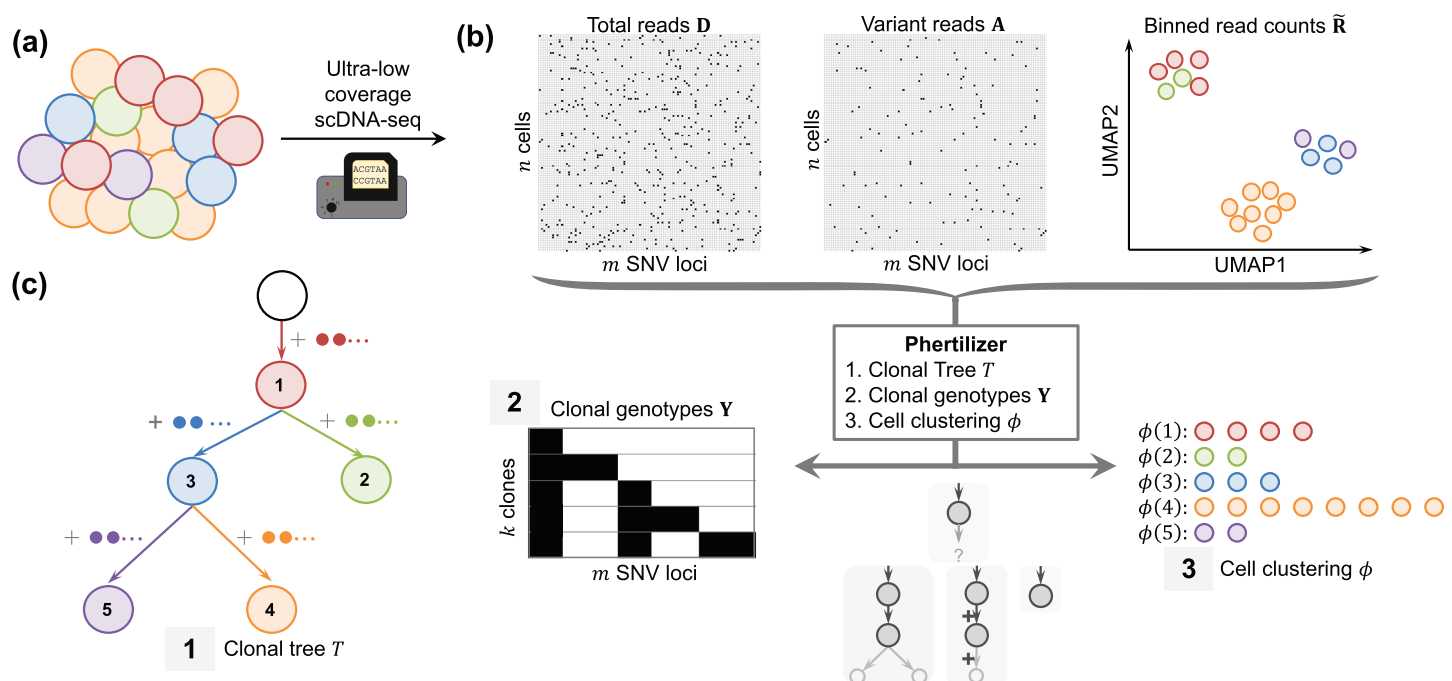 (a)
Ultra-low
coverage
scDNA-seq
ACGTAA
CCGTAA
(b)
Total reads D
n cells
m SNV loci
Variant reads A
n cells
m SNV loci
Binned read counts R̃
UMAP2
UMAP1
Phertilizer
1. Clonal Tree T
2. Clonal genotypes Y
3. Cell clustering ϕ
(c)
+ ...
1
+ ...
+ ...
3
2
+ ...
+ ...
5
4
1 Clonal tree T
2 Clonal genotypes Y
k clones
m SNV loci
?
+
+
ϕ(1):
ϕ(2):
ϕ(3):
ϕ(4):
ϕ(5):
3 Cell clustering ϕ